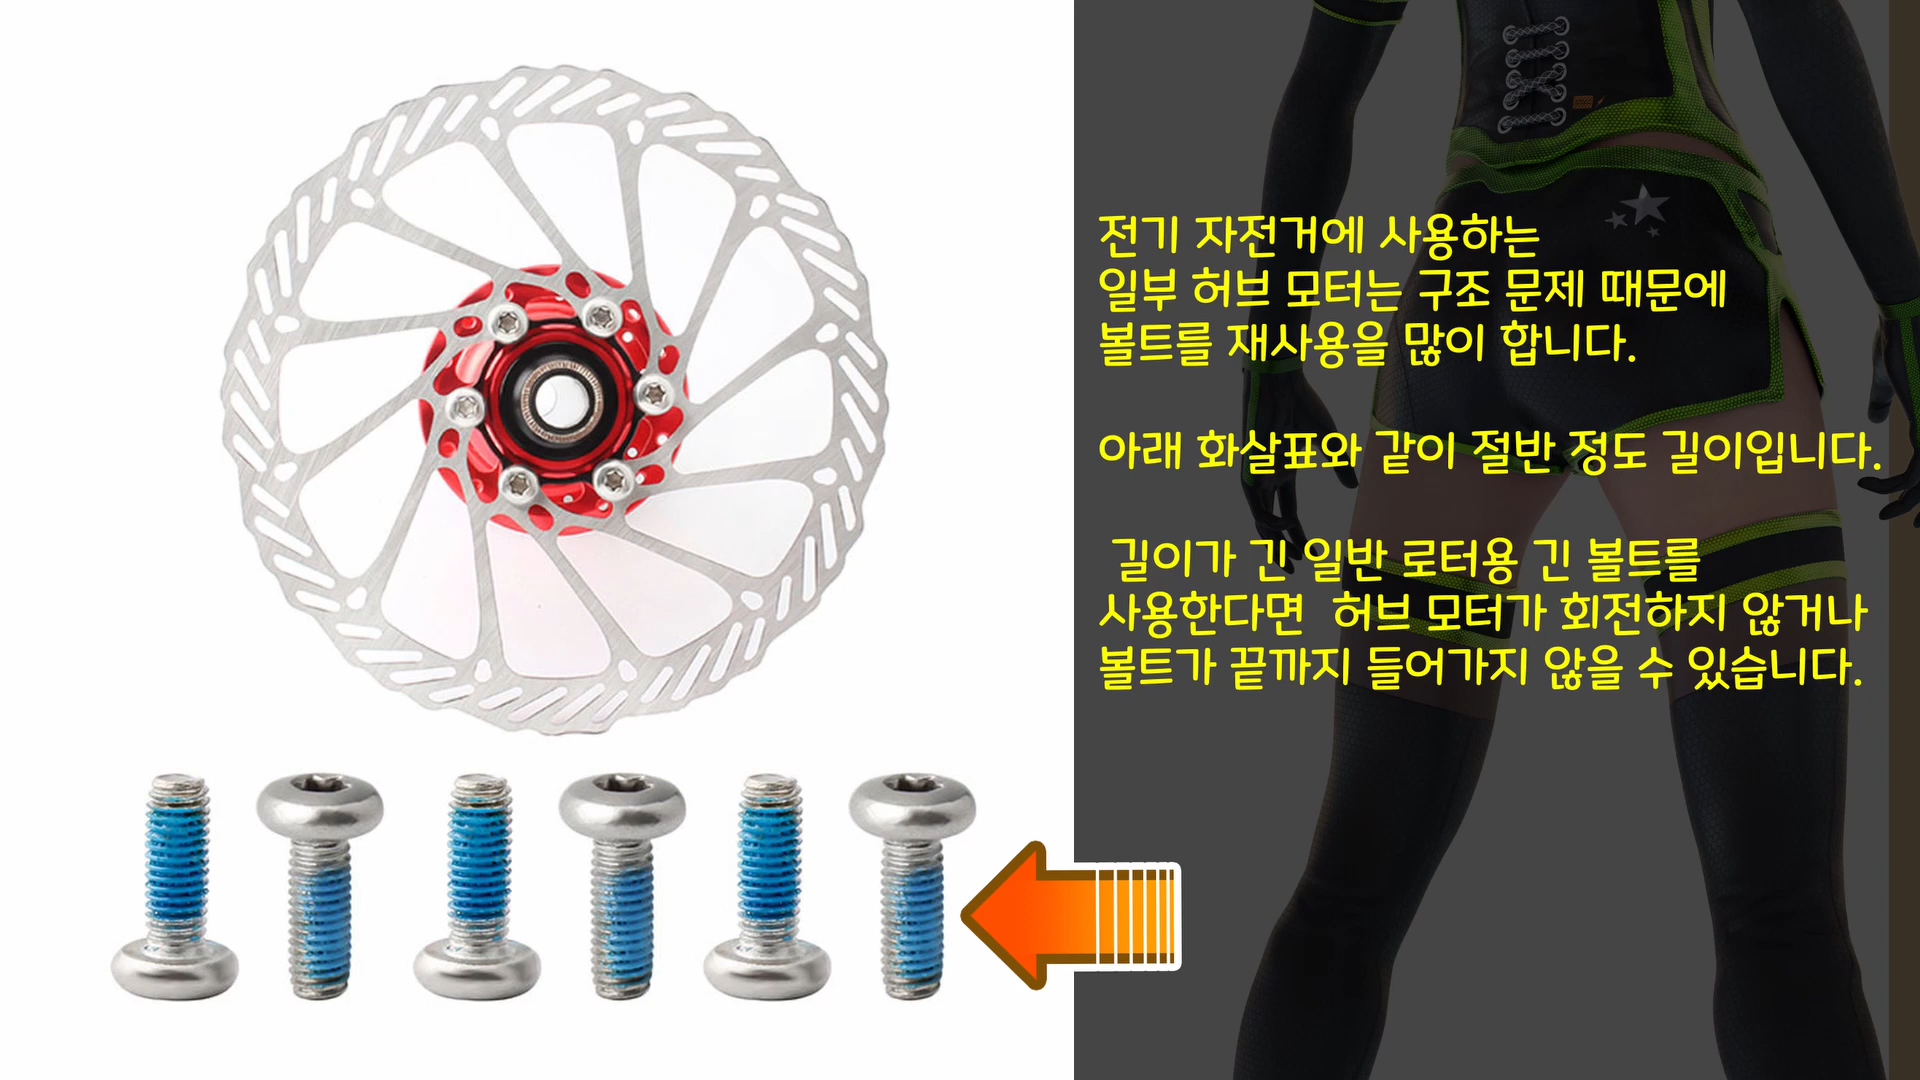 전기 자전거에 사용하는
일부 허브 모터는 구조 문제 때문에
볼트를 재사용을 많이 합니다.
아래 화살표와 같이 절반 정도 길이입니다.
길이가 긴 일반 로터용 긴 볼트를
사용한다면 허브 모터가 회전하지 않거나
볼트가 끝까지 들어가지 않을 수 있습니다.